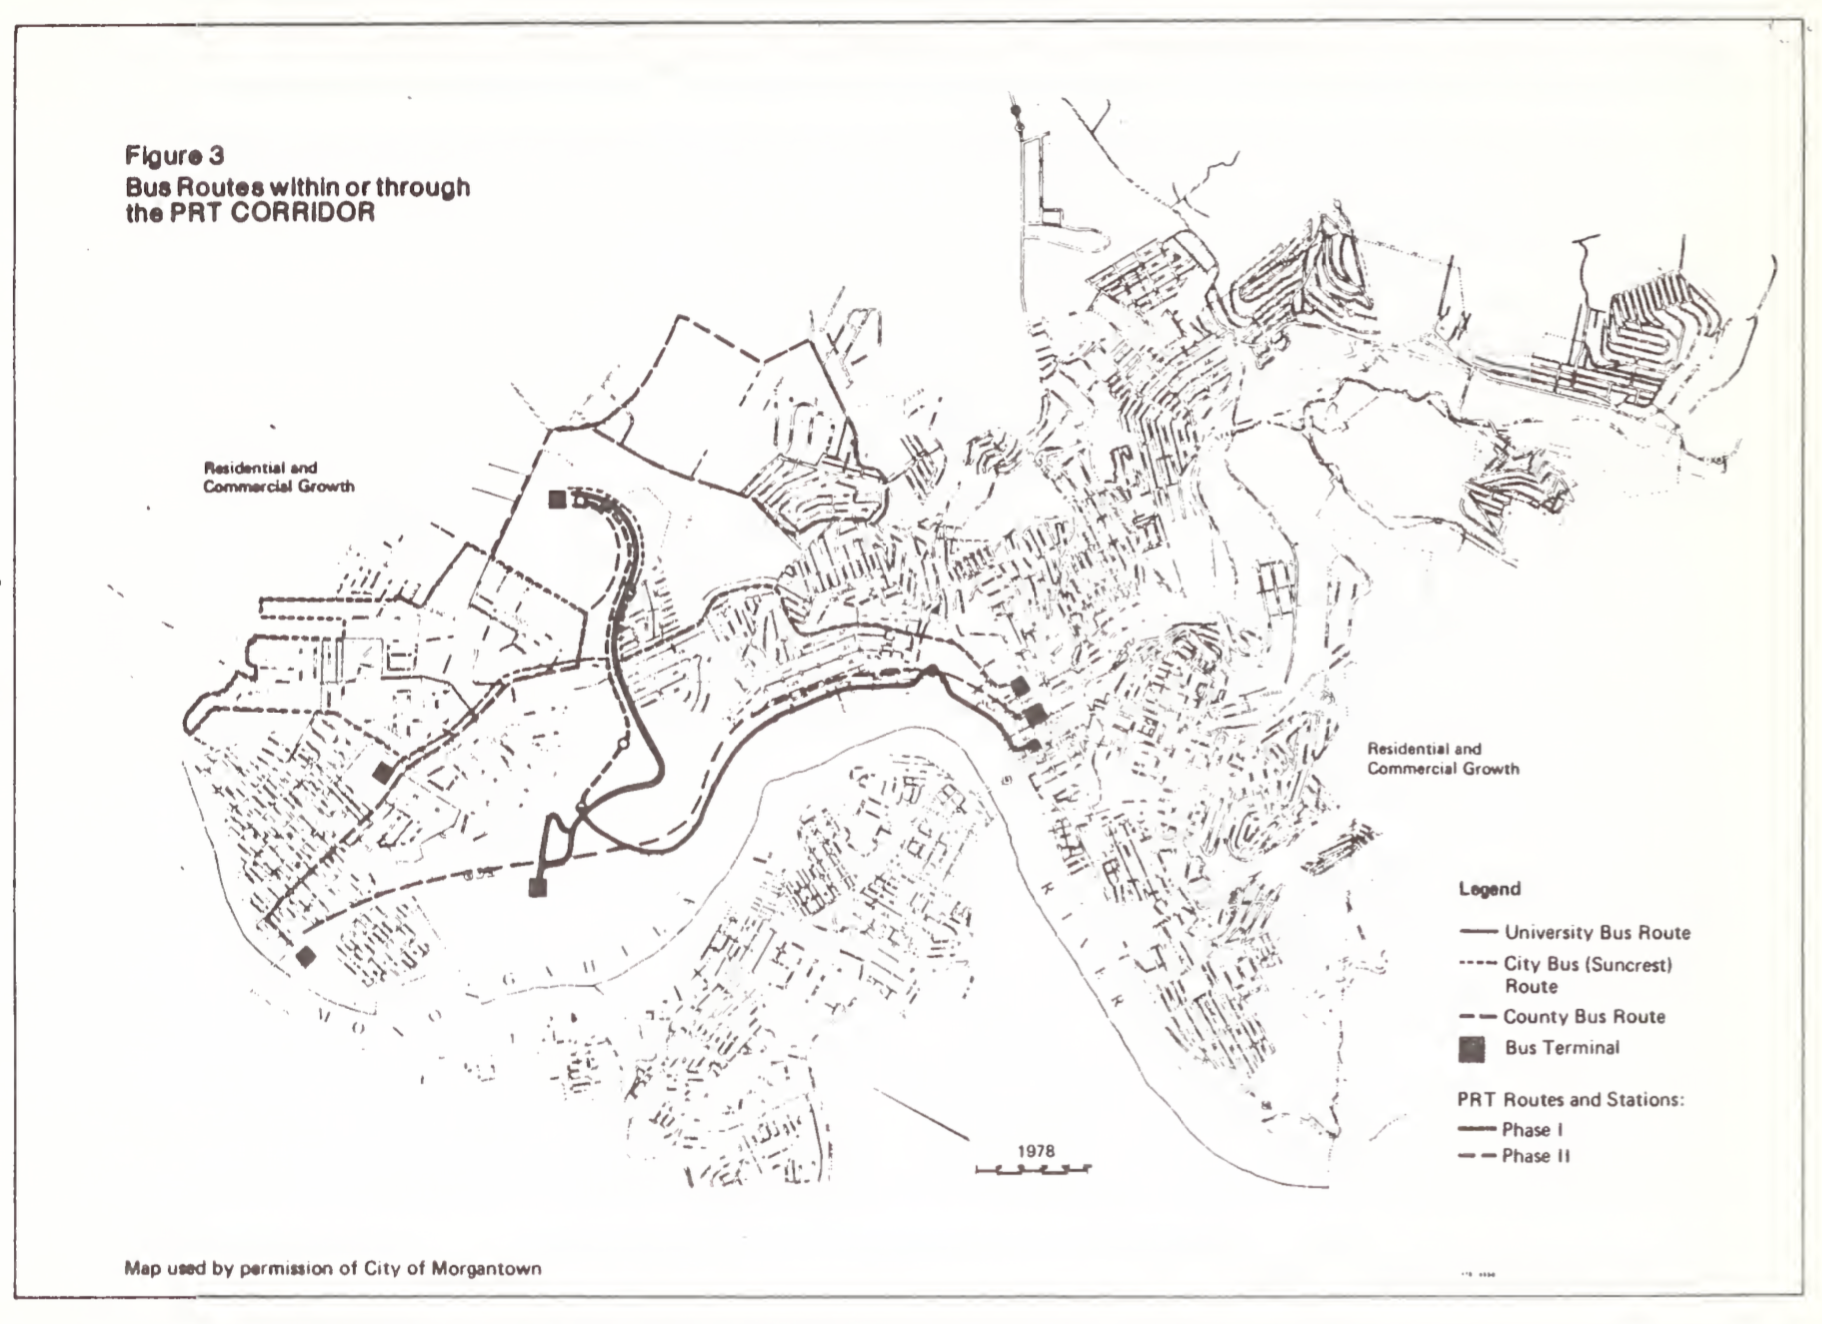 Figure 3
Bus Routes within or through
the PRT CORRIDOR
Residential and
Commercial Growth
Residential and
Commercial Growth
RIVER
Legend
University Bus Route
City Bus (Suncrest)
Route
County Bus Route
Bus Terminal
PRT Routes and Stations:
Phase I
Phase II
1978
Map used by permission of City of Morgantown